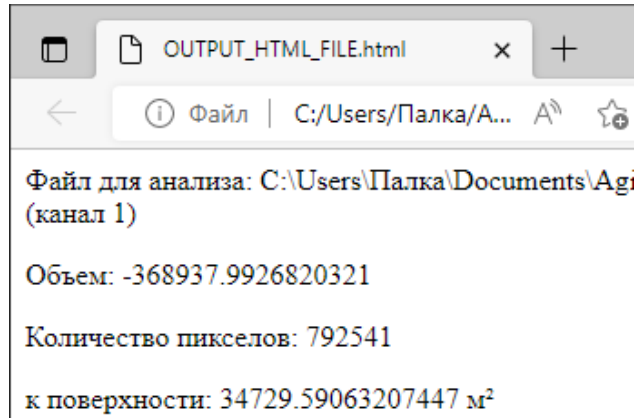 OUTPUT_HTML_FILE.html
Файл | C:/Users/Палка/А...
Файл для анализа: C:\Users\Палка\Documents\Agi
(канал 1)
Объем: -368937.9926820321
Количество пикселов: 792541
к поверхности: 34729.59063207447 м²